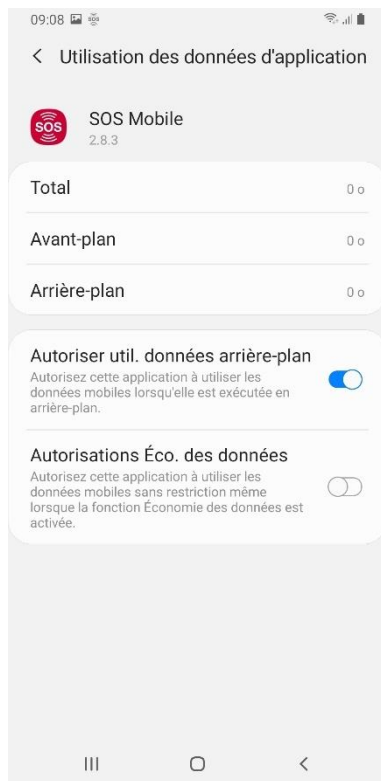 09:08
Utilisation des données d'application
SOS
SOS Mobile
2.8.3
Total 0 o
Avant-plan 0 o
Arrière-plan 0 o
Autoriser util. données arrière-plan
Autorisez cette application à utiliser les
données mobiles lorsqu'elle est exécutée en
arrière-plan.
Autorisations Éco. des données
Autorisez cette application à utiliser les
données mobiles sans restriction même
lorsque la fonction Économie des données est
activée.